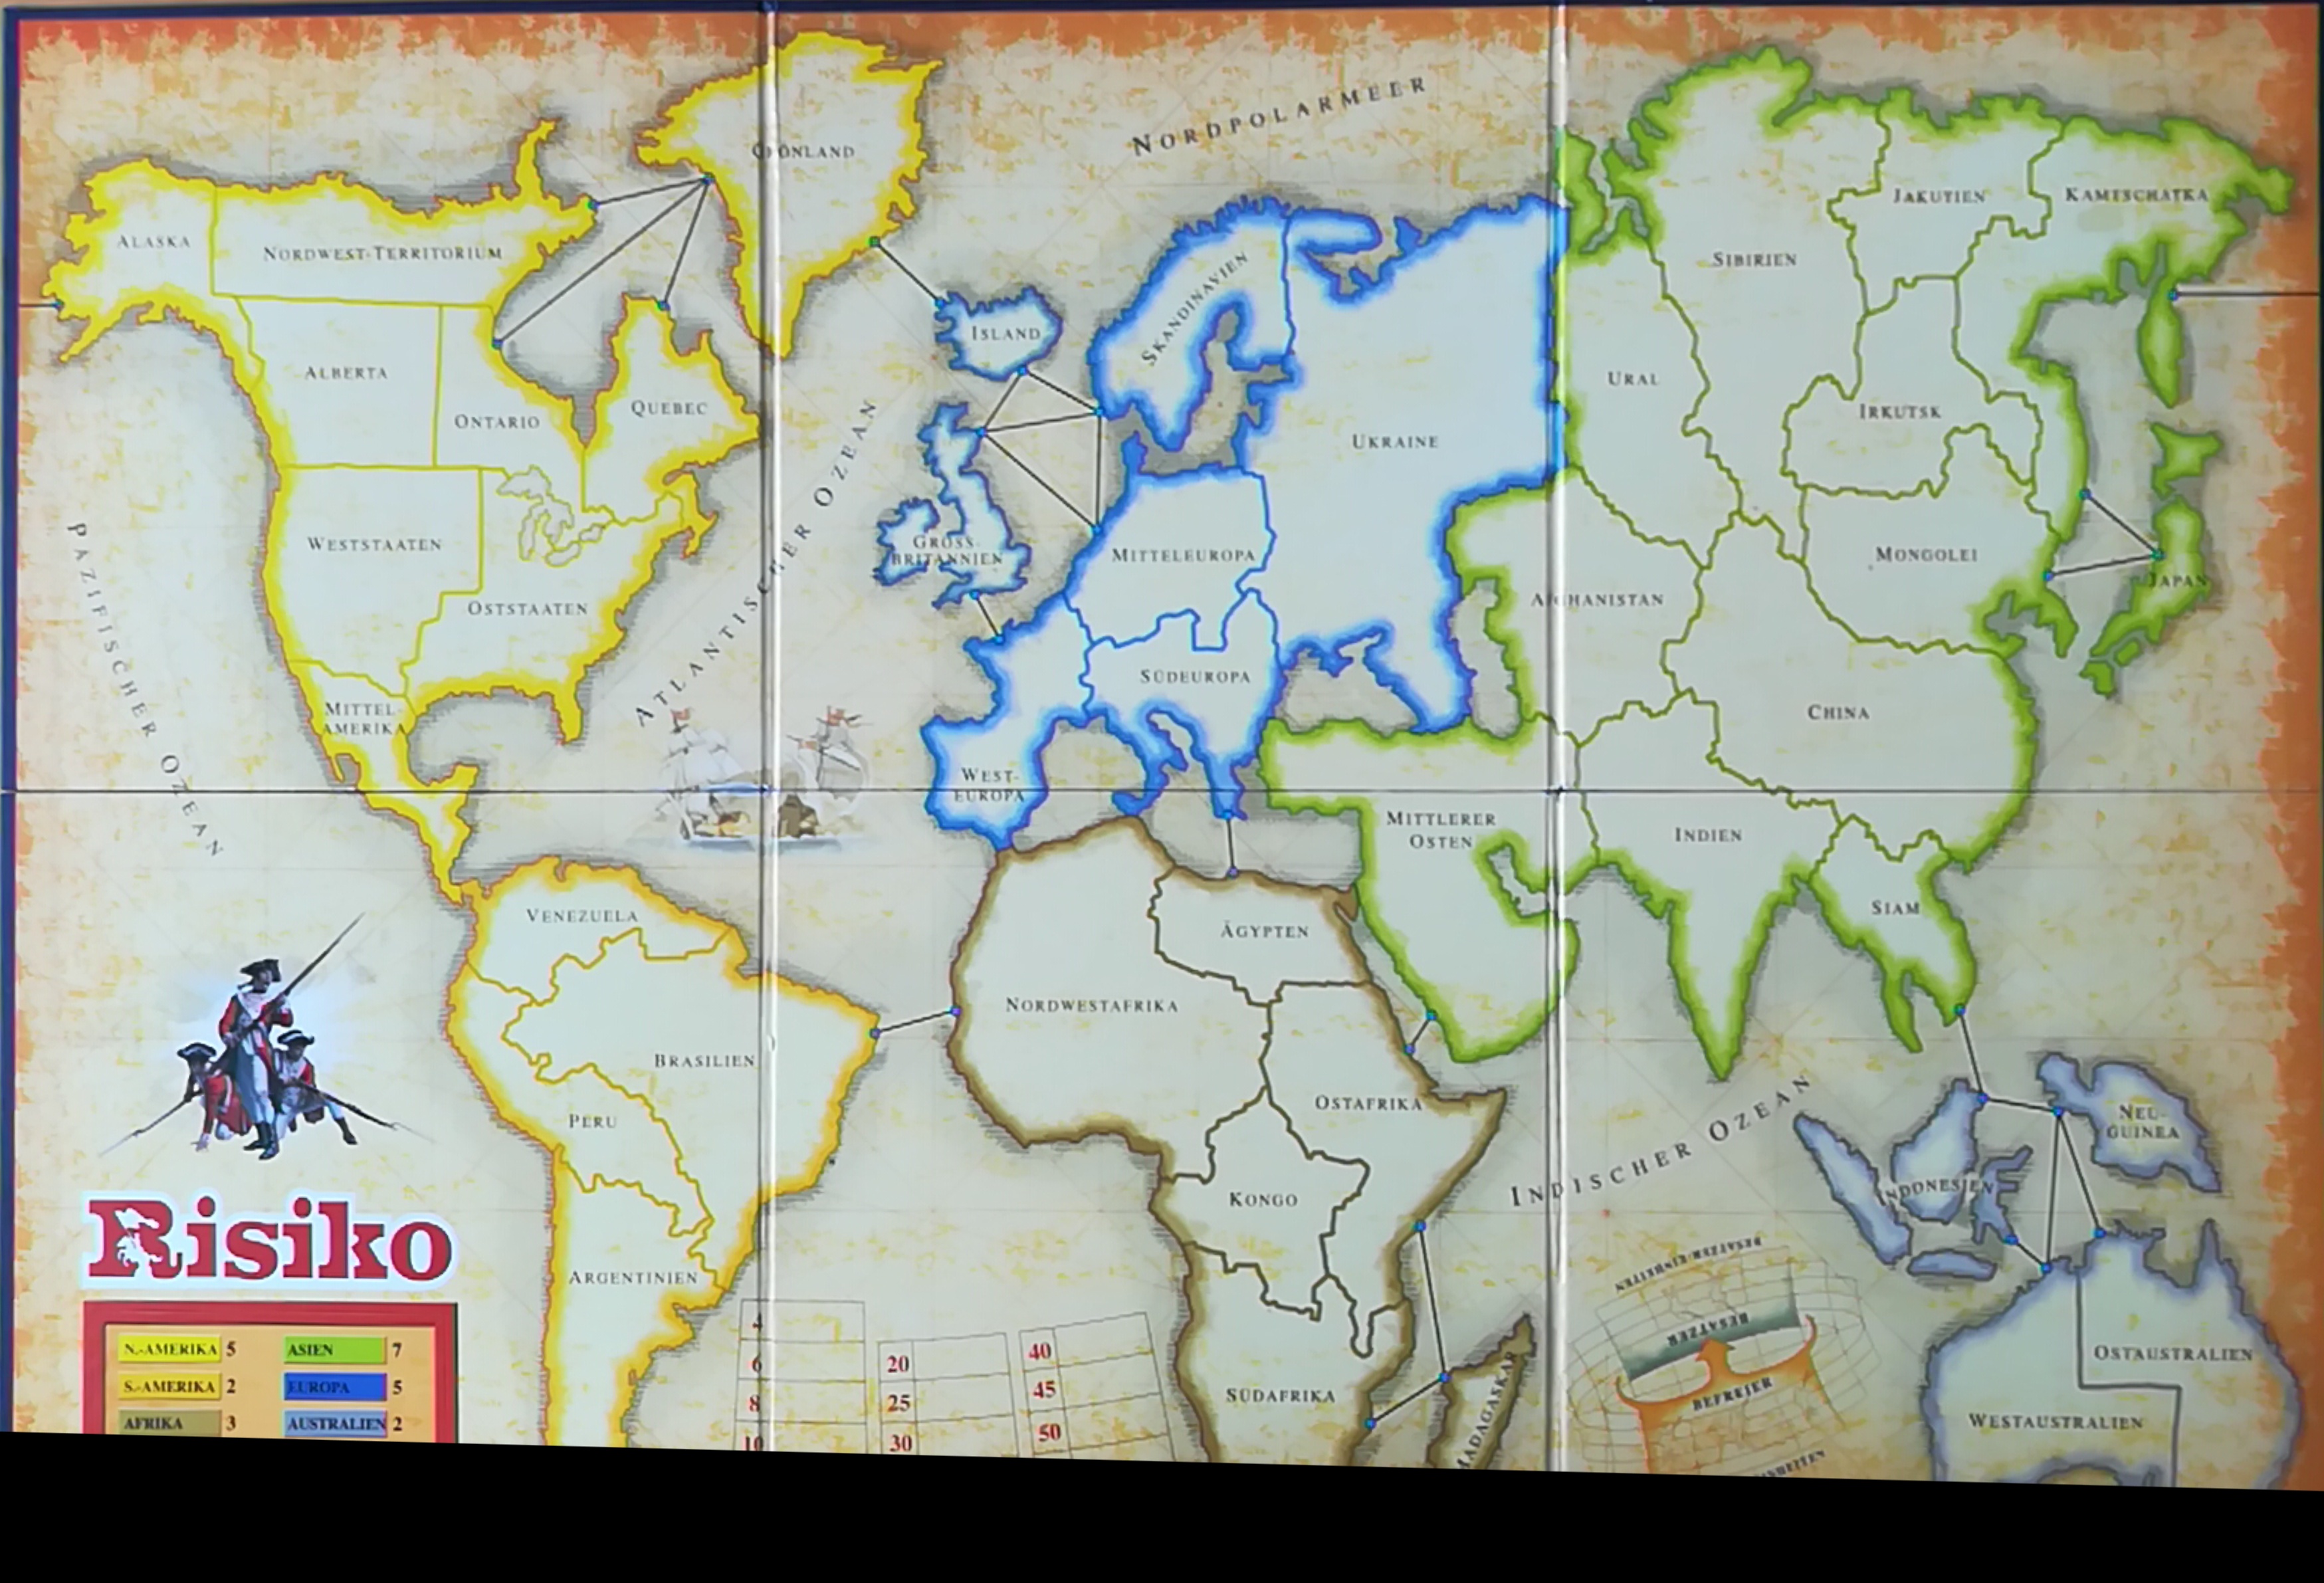 NORDPOLARMEER
GRÖNLAND
ALASKA
NORDWEST-TERRITORIUM
JAKUTIEN
KAMTSCHATKA
SIBIRIEN
SKANDINAVIEN
ISLAND
ALBERTA
ONTARIO
QUEBEC
URAL
IRKUTSK
UKRAINE
ATLANTISCHER OZEAN
PAZIFISCHER OZEAN
WESTSTAATEN
OSTSTAATEN
GROSS-
BRITANNIEN
MITTELEUROPA
MONGOLEI
JAPAN
AFGHANISTAN
SÜDEUROPA
CHINA
MITTEL-
AMERIKA
WEST-
EUROPA
MITTLERER
OSTEN
INDIEN
SIAM
VENEZUELA
ÄGYPTEN
NORDWESTAFRIKA
BRASILIEN
OSTAFRIKA
PERU
INDISCHER OZEAN
NEU-
GUINEA
INDONESIEN
KONGO
ARGENTINIEN
SÜDAFRIKA
MADAGASKAR
OSTAUSTRALIEN
WESTAUSTRALIEN
Risiko
N.-AMERIKA 5
ASIEN 7
S.-AMERIKA 2
EUROPA 5
AFRIKA 3
AUSTRALIEN 2
4
6
8
10
20
25
30
40
45
50
BESATZER-EINHEITEN
BESATZER
BEFREIER